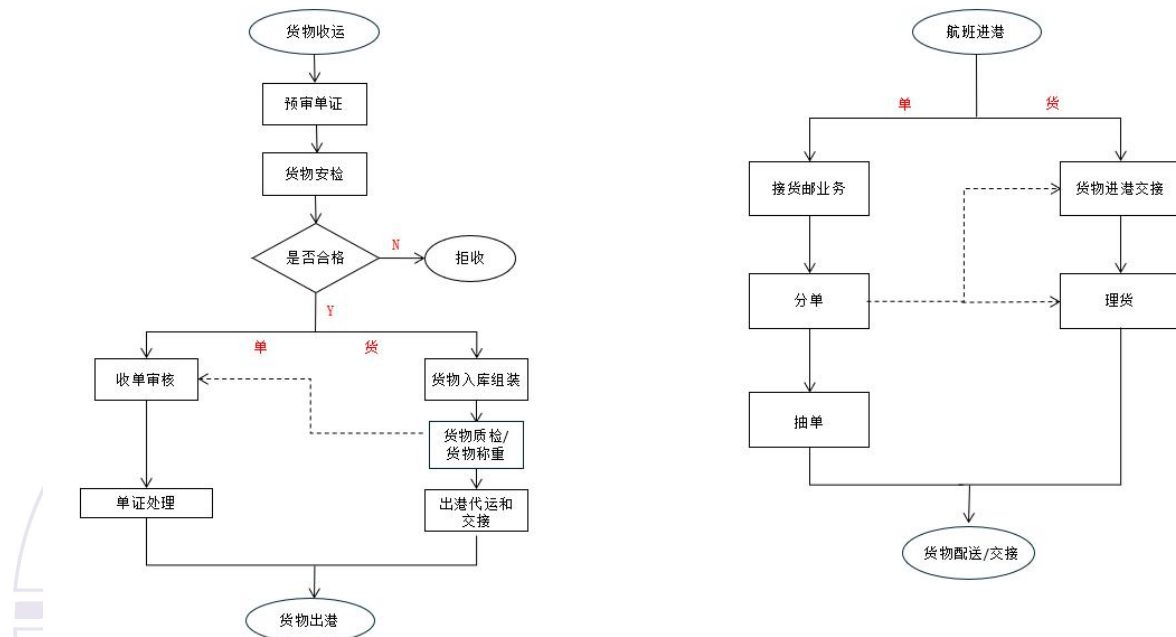 货物收运
预审单证
货物安检
是否合格
N
拒收
Y
单
货
收单审核
货物入库组装
货物质检/
货物称重
单证处理
出港代运和
交接
货物出港
航班进港
单
货
接货邮业务
货物进港交接
分单
理货
抽单
货物配送/交接